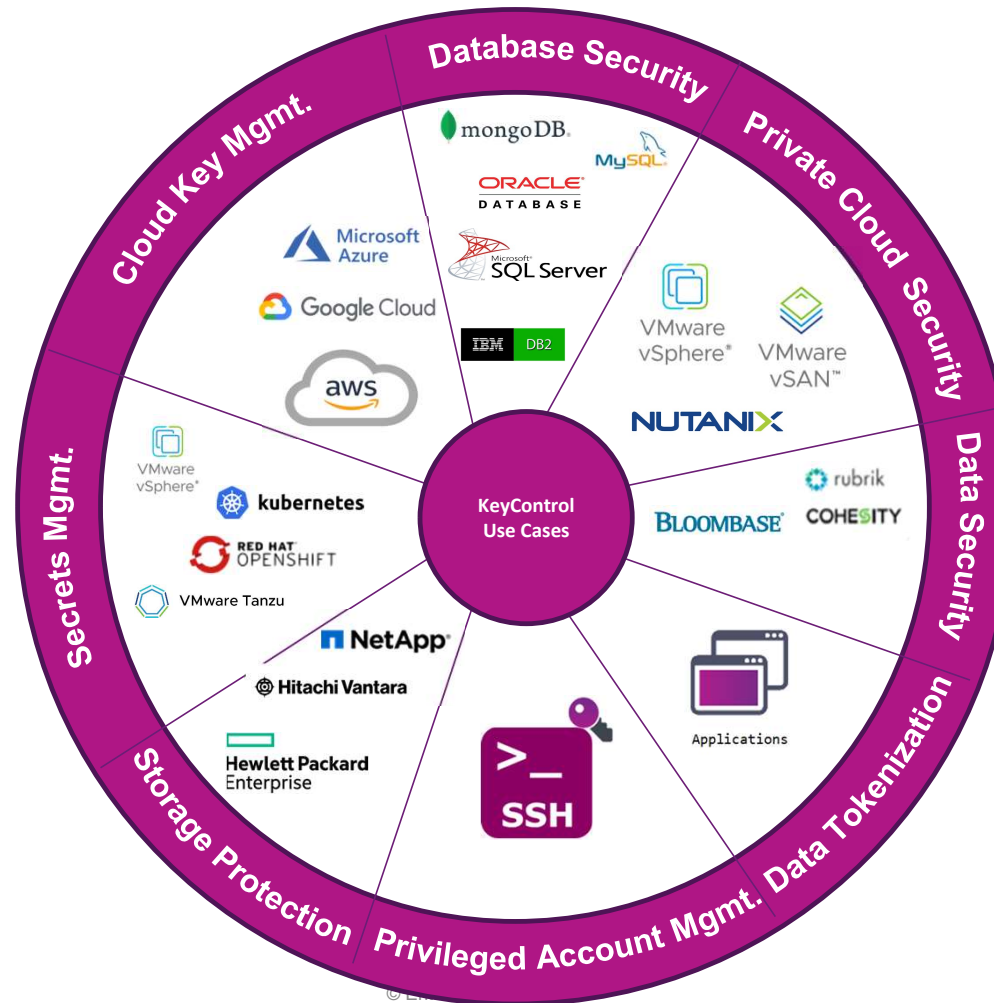 Database Security
mongoDB.
MySQL®
ORACLE®
DATABASE
Microsoft®
SQL Server
IBM DB2
Private Cloud Security
VMware
vSphere®
VMware
vSAN™
NUTANIX
Data Security
rubrik
BLOOMBASE®
COHESITY
Data Tokenization
Applications
Privileged Account Mgmt.
>_
SSH
Storage Protection
NetApp®
Hitachi Vantara
Hewlett Packard
Enterprise
Secrets Mgmt.
VMware
vSphere®
kubernetes
RED HAT®
OPENSHIFT
VMware Tanzu
Cloud Key Mgmt.
Microsoft
Azure
Google Cloud
aws
KeyControl
Use Cases
©